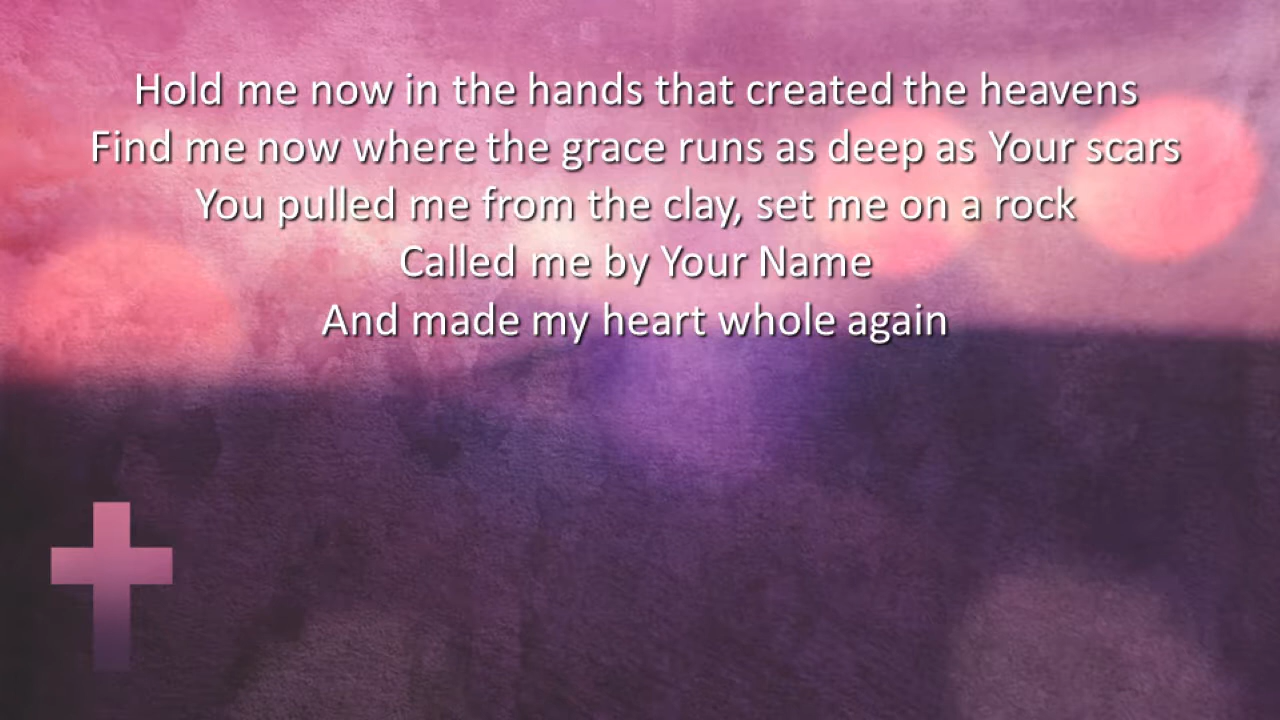 Hold me now in the hands that created the heavens
Find me now where the grace runs as deep as Your scars
You pulled me from the clay, set me on a rock
Called me by Your Name
And made my heart whole again